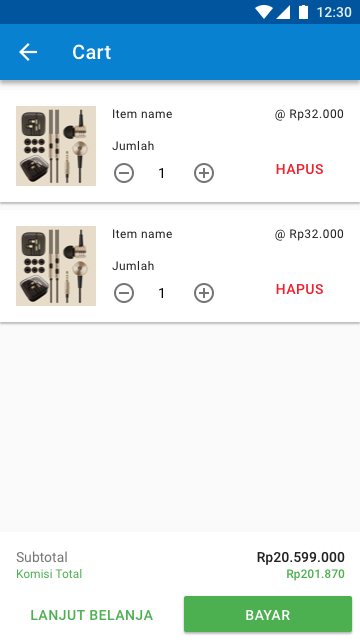 12:30
Cart
Item name @ Rp32.000
Jumlah
1 HAPUS
Item name @ Rp32.000
Jumlah
1 HAPUS
Subtotal Rp20.599.000
Komisi Total Rp201.870
LANJUT BELANJA BAYAR